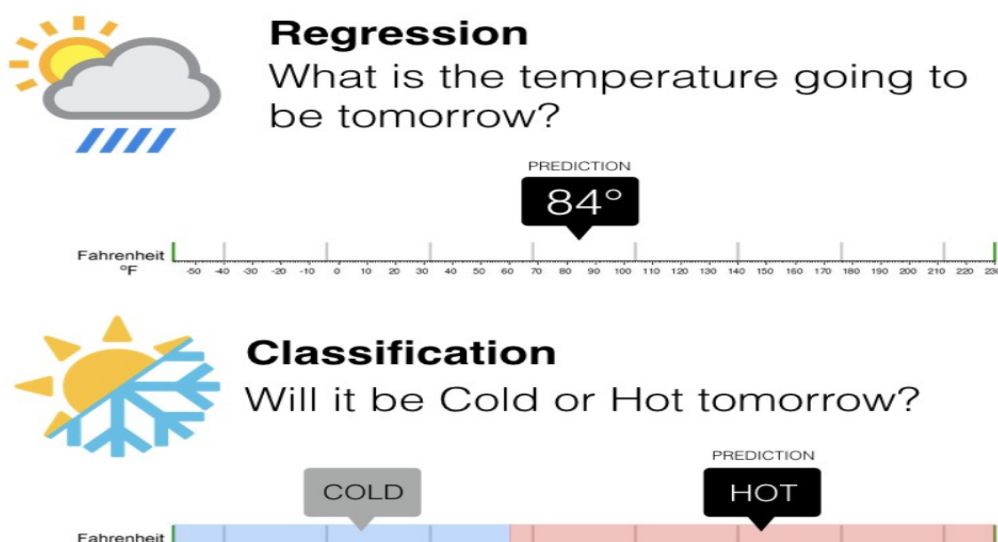 Regression
What is the temperature going to
be tomorrow?
PREDICTION
84°
Fahrenheit
°F
-50 -40 -30 -20 -10 0 10 20 30 40 50 60 70 80 90 100 110 120 130 140 150 160 170 180 190 200 210 220 230
Classification
Will it be Cold or Hot tomorrow?
PREDICTION
COLD HOT
Fahrenheit